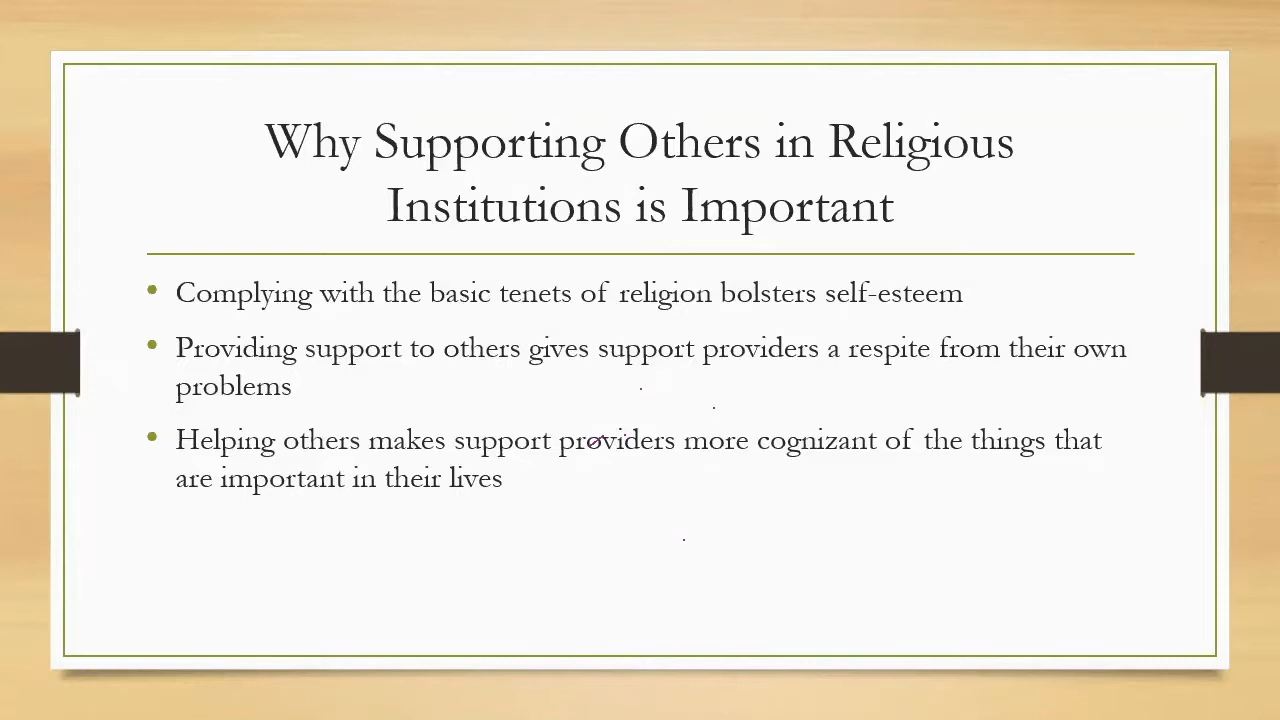 Why Supporting Others in Religious
Institutions is Important
• Complying with the basic tenets of religion bolsters self-esteem
• Providing support to others gives support providers a respite from their own
problems
• Helping others makes support providers more cognizant of the things that
are important in their lives